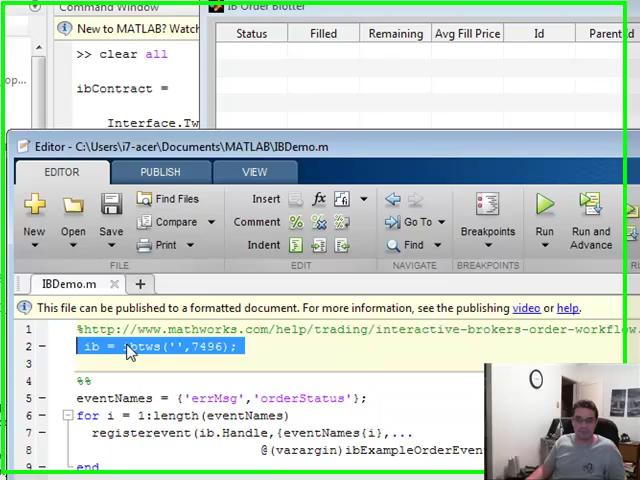 Command Window
IB Order Blotter
New to MATLAB? Watch
Status Filled Remaining Avg Fill Price Id Parented
>> clear all
ibContract =
Interface.Tw
Editor - C:\Users\i7-acer\Documents\MATLAB\IBDemo.m
EDITOR PUBLISH VIEW
New Open Save
Find Files
Compare
Print
Insert fx
Comment
Indent
Go To
Find
Breakpoints
Run
Run and
Advance
FILE EDIT NAVIGATE BREAKPOINTS
IBDemo.m
This file can be published to a formatted document. For more information, see the publishing video or help.
1 %http://www.mathworks.com/help/trading/interactive-brokers-order-workflow.
2 ib = ibtws('',7496);
3
4 %%
5 eventNames = {'errMsg','orderStatus'};
6 for i = 1:length(eventNames)
7 registerevent(ib.Handle,{eventNames{i},...
8 @(varargin)ibExampleOrderEven
9 end